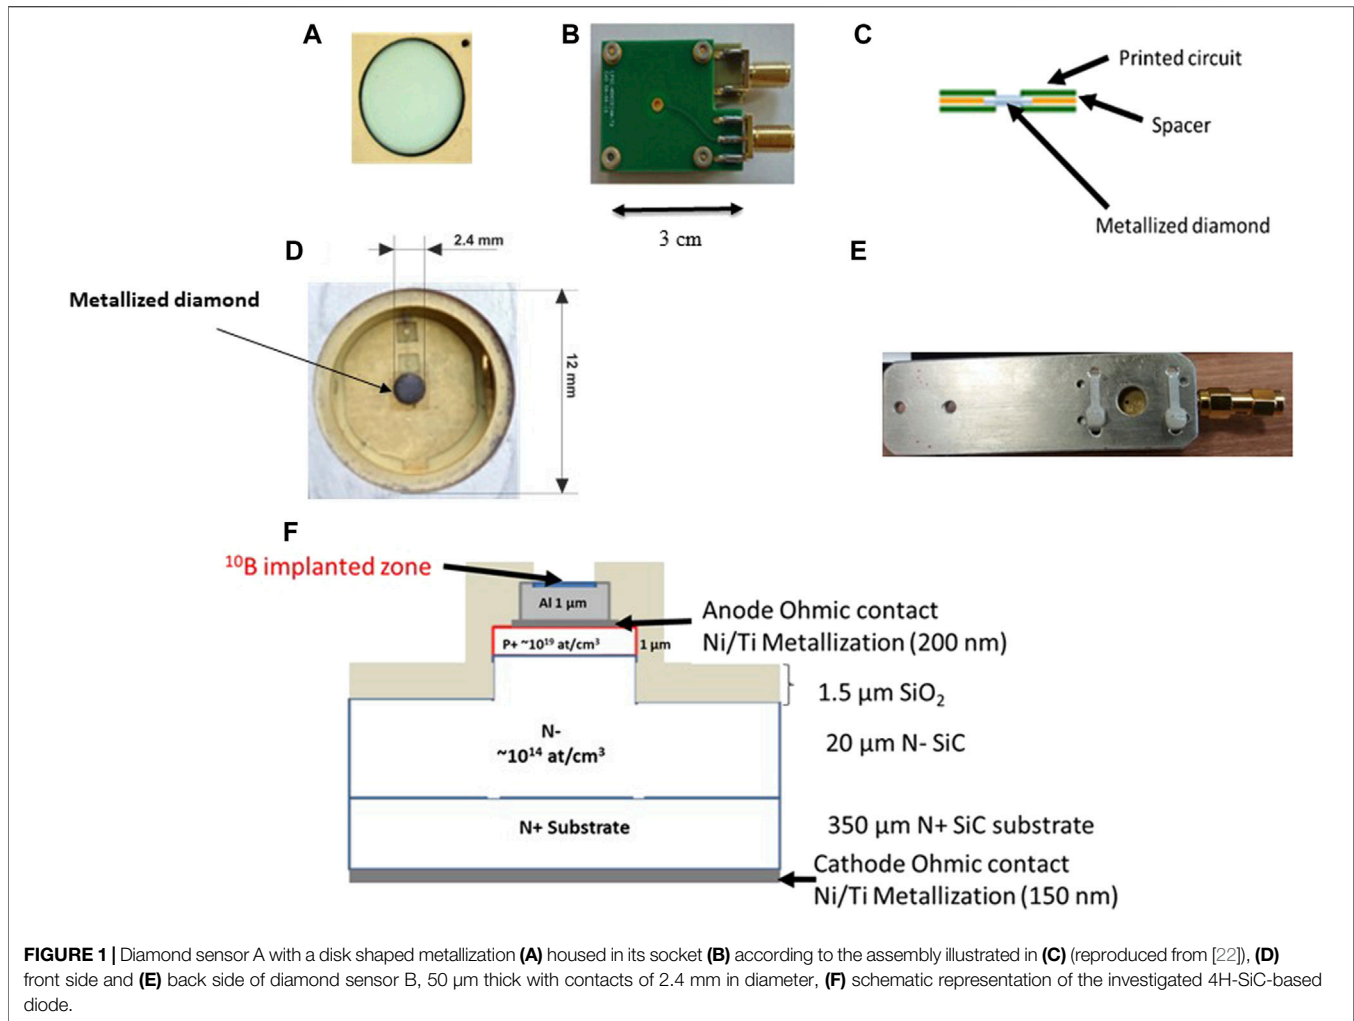 A
B
C
Printed circuit
Spacer
Metallized diamond
3 cm
D
2.4 mm
E
Metallized diamond
12 mm
F
¹⁰B implanted zone
Al 1 μm
Anode Ohmic contact
Ni/Ti Metallization (200 nm)
P+ ~10¹⁹ at/cm³
1 μm
1.5 μm SiO₂
N-
~10¹⁴ at/cm³
20 μm N- SiC
N+ Substrate
350 μm N+ SiC substrate
Cathode Ohmic contact
Ni/Ti Metallization (150 nm)
FIGURE 1 | Diamond sensor A with a disk shaped metallization (A) housed in its socket (B) according to the assembly illustrated in (C) (reproduced from [22]), (D)
front side and (E) back side of diamond sensor B, 50 μm thick with contacts of 2.4 mm in diameter, (F) schematic representation of the investigated 4H-SiC-based
diode.